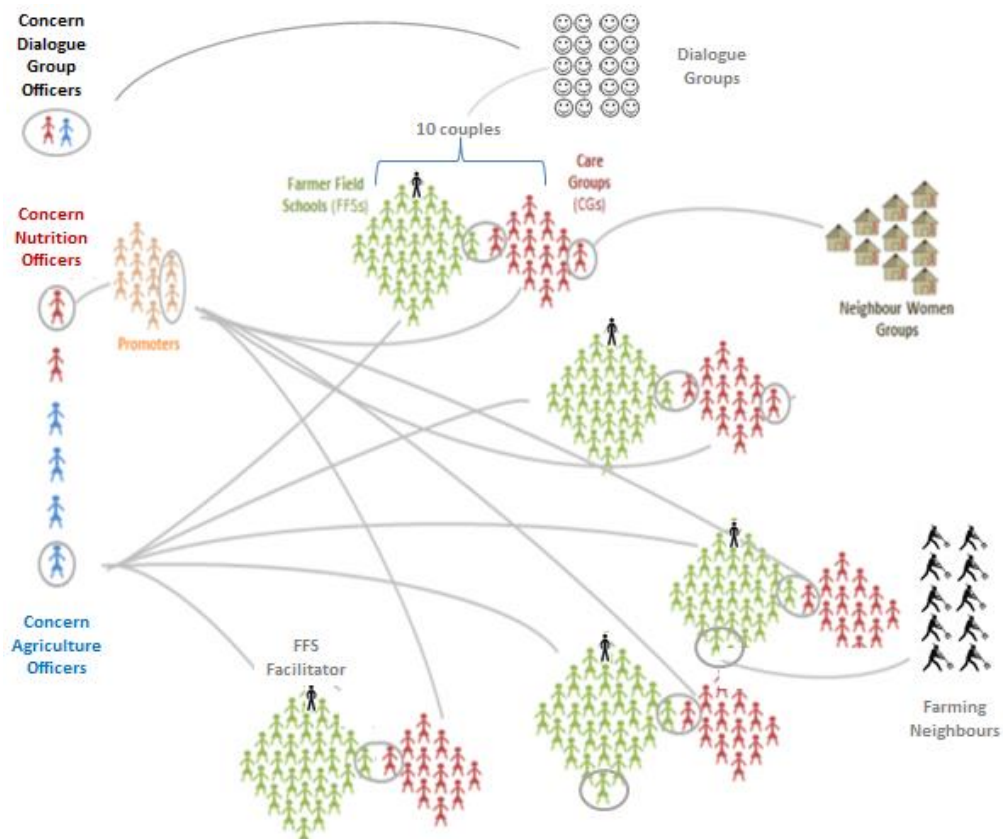 Concern
Dialogue
Group
Officers
Dialogue
Groups
10 couples
Farmer Field
Schools (FFSs)
Care
Groups
(CGs)
Concern
Nutrition
Officers
Promoters
Neighbour Women
Groups
Concern
Agriculture
Officers
FFS
Facilitator
Farming
Neighbours